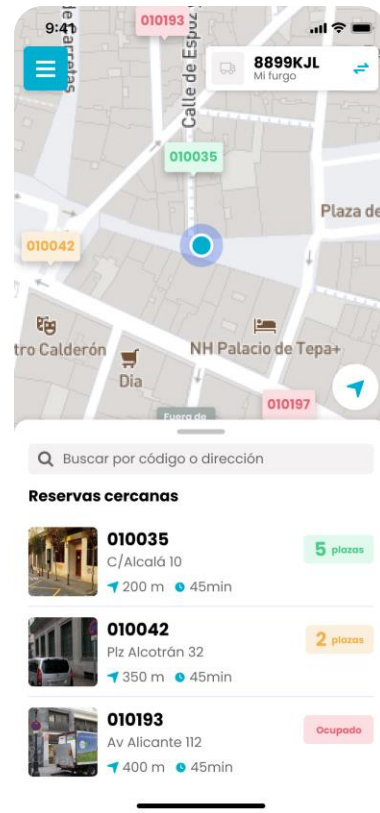 9:41
010193
de Carretas
Calle de Espoz y
8899KJL
Mi furgo
010035
Plaza de
010042
tro Calderón
NH Palacio de Tepa+
Dia
010197
Fuera de
Buscar por código o dirección
Reservas cercanas
010035
C/Alcalá 10
5 plazas
200 m 45min
010042
Plz Alcotrán 32
2 plazas
350 m 45min
010193
Av Alicante 112
Ocupado
400 m 45min